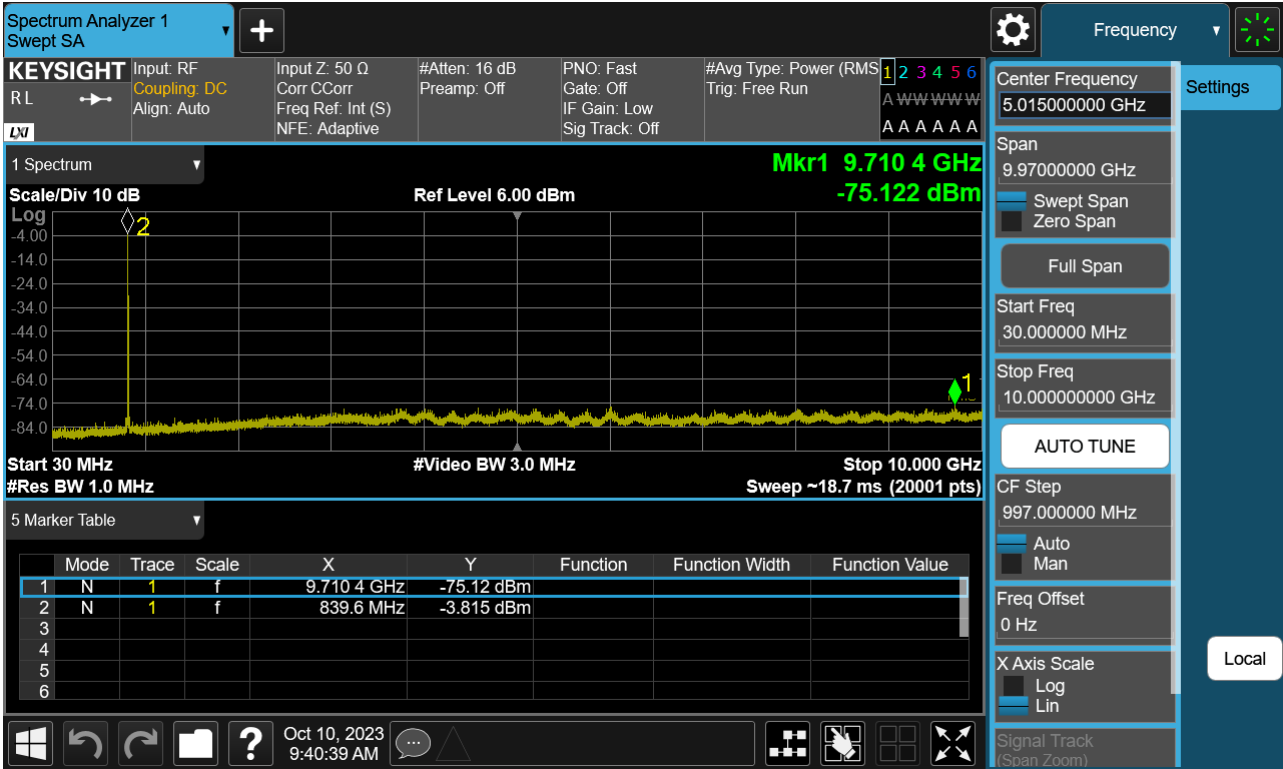 Spectrum Analyzer 1
Swept SA
Frequency
KEYSIGHT
R L
LXI
Input: RF
Coupling: DC
Align: Auto
Input Z: 50 Ω
Corr CCorr
Freq Ref: Int (S)
NFE: Adaptive
#Atten: 16 dB
Preamp: Off
PNO: Fast
Gate: Off
IF Gain: Low
Sig Track: Off
#Avg Type: Power (RMS
Trig: Free Run
1 2 3 4 5 6
A W W W W W
A A A A A A
1 Spectrum
Mkr1 9.710 4 GHz
Scale/Div 10 dB
Ref Level 6.00 dBm
-75.122 dBm
Log
2
-4.00
-14.0
-24.0
-34.0
-44.0
-54.0
-64.0
1
-74.0
-84.0
Start 30 MHz
#Video BW 3.0 MHz
Stop 10.000 GHz
#Res BW 1.0 MHz
Sweep ~18.7 ms (20001 pts)
5 Marker Table
Mode Trace Scale X Y Function Function Width Function Value
1 N 1 f 9.710 4 GHz -75.12 dBm
2 N 1 f 839.6 MHz -3.815 dBm
3
4
5
6
Oct 10, 2023
9:40:39 AM
Center Frequency
5.015000000 GHz
Settings
Span
9.97000000 GHz
Swept Span
Zero Span
Full Span
Start Freq
30.000000 MHz
Stop Freq
10.000000000 GHz
AUTO TUNE
CF Step
997.000000 MHz
Auto
Man
Freq Offset
0 Hz
X Axis Scale
Log
Lin
Local
Signal Track
(Span Zoom)